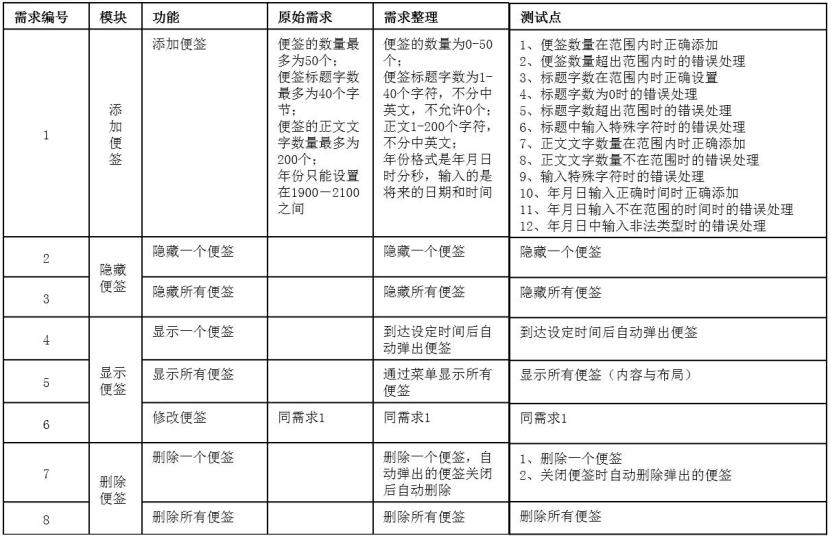 需求编号 模块 功能 原始需求 需求整理 测试点
1
添
加
便
签
添加便签
便签的数量最
多为50个;
便签标题字数
最多为40个字
节;
便签的正文文
字数量最多为
200个;
年份只能设置
在1900—2100
之间
便签的数量为0-50
个;
便签标题字数为1-
40个字符，不分中
英文，不允许0个;
正文1-200个字符，
不分中英文;
年份格式是年月日
时分秒，输入的是
将来的日期和时间
1、便签数量在范围内时正确添加
2、便签数量超出范围内时的错误处理
3、标题字数在范围内时正确设置
4、标题字数为0时的错误处理
5、标题字数超出范围时的错误处理
6、标题中输入特殊字符时的错误处理
7、正文文字数量在范围内时正确添加
8、正文文字数量不在范围时的错误处理
9、输入特殊字符时的错误处理
10、年月日输入正确时间时正确添加
11、年月日输入不在范围的时间时的错误处理
12、年月日中输入非法类型时的错误处理
2
隐藏
便签
隐藏一个便签 隐藏一个便签 隐藏一个便签
3
隐藏所有便签 隐藏所有便签 隐藏所有便签
4
显示
便签
显示一个便签
到达设定时间后自
动弹出便签
到达设定时间后自动弹出便签
5
显示所有便签
通过菜单显示所有
便签
显示所有便签（内容与布局）
6
修改便签 同需求1 同需求1 同需求1
7
删除
便签
删除一个便签
删除一个便签，自
动弹出的便签关闭
后自动删除
1、删除一个便签
2、关闭便签时自动删除弹出的便签
8
删除所有便签 删除所有便签 删除所有便签